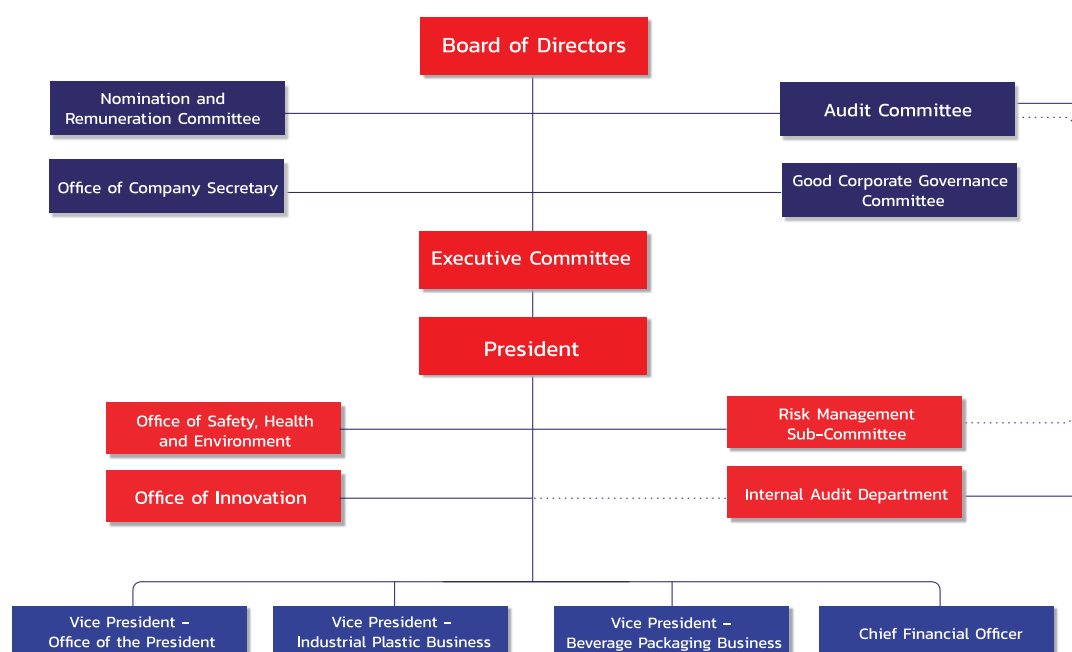 Board of Directors
Nomination and
Remuneration Committee
Audit Committee
Office of Company Secretary
Good Corporate Governance
Committee
Executive Committee
President
Office of Safety, Health
and Environment
Risk Management
Sub-Committee
Office of Innovation
Internal Audit Department
Vice President -
Office of the President
Vice President -
Industrial Plastic Business
Vice President -
Beverage Packaging Business
Chief Financial Officer